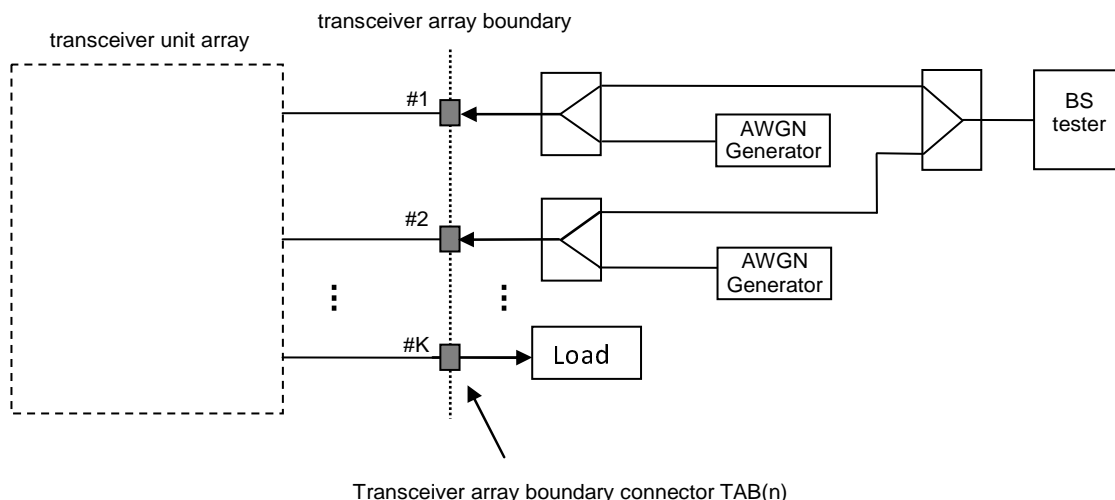 transceiver array boundary
transceiver unit array
#1
BS
tester
AWGN
Generator
#2
AWGN
Generator
#K
Load
Transceiver array boundary connector TAB(n)